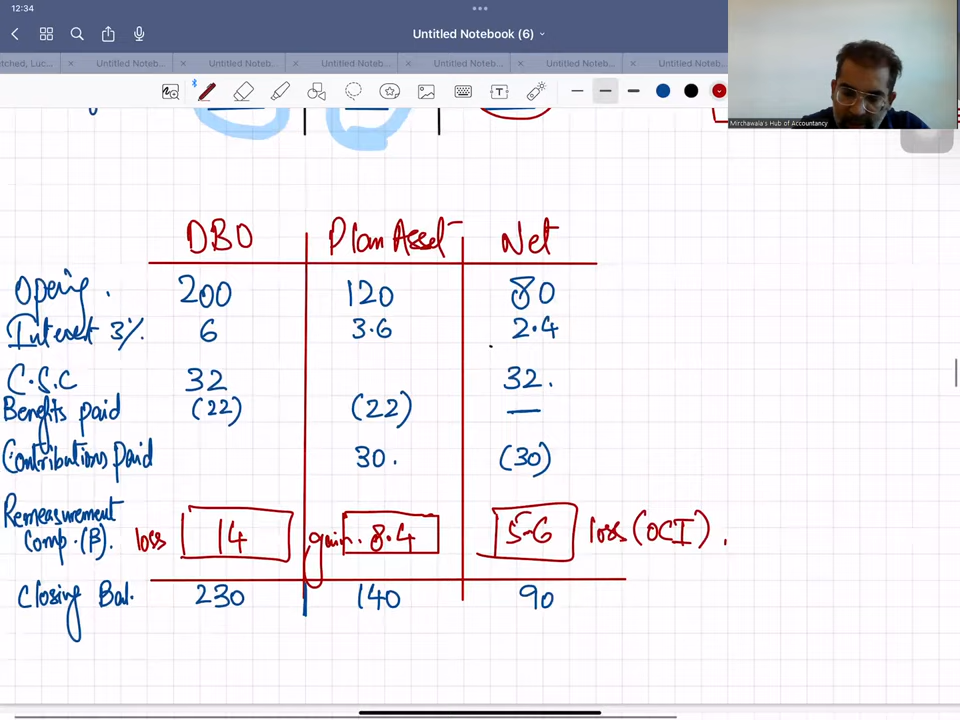 12:34
Untitled Notebook (6)
etched, Luc... Untitled Noteb... Untitled Noteb... Untitled Noteb... Untitled Noteb... Untitled Noteb...
Mirchawala's Hub of Accountancy
DBO Plan Asset Net
Opening. 200 120 80
Interest 3%. 6 3.6 2.4
C.S.C 32 32.
Benefits paid (22) (22) —
Contributions Paid 30. (30)
Remeasurement
Comp. (B). loss 14 gain. 8.4 5.6 loss (OCI).
Closing Bal. 230 140 90